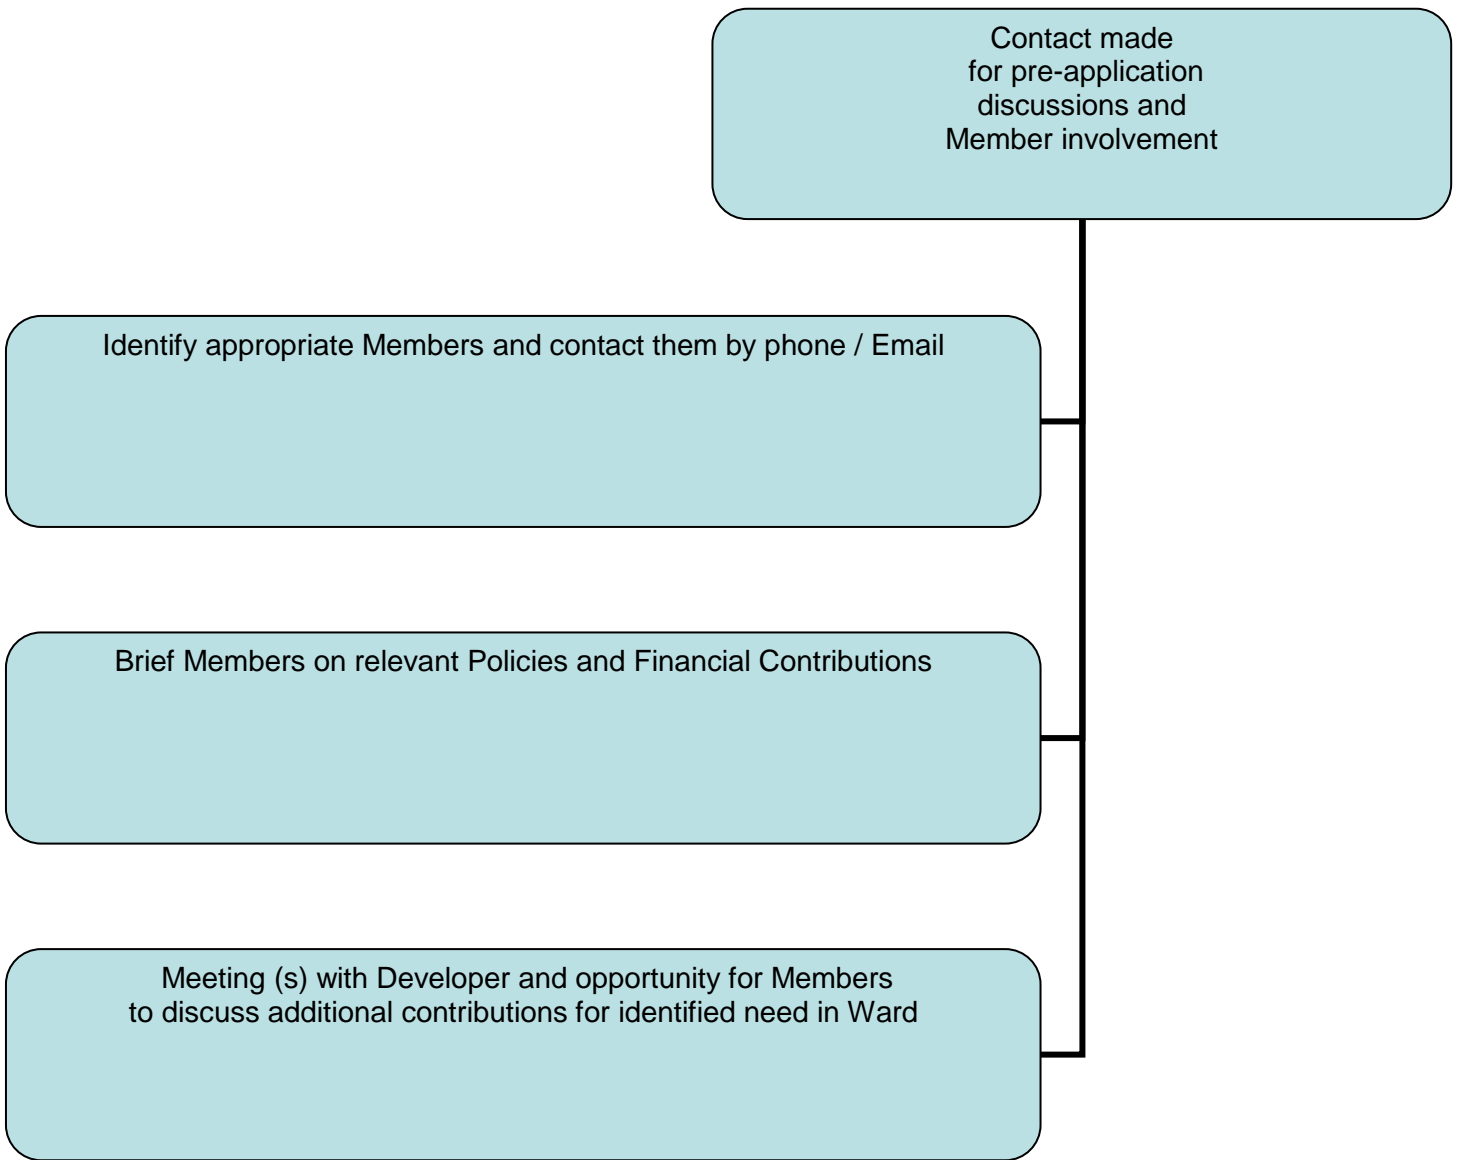 Contact made
for pre-application
discussions and
Member involvement
Identify appropriate Members and contact them by phone / Email
Brief Members on relevant Policies and Financial Contributions
Meeting (s) with Developer and opportunity for Members
to discuss additional contributions for identified need in Ward